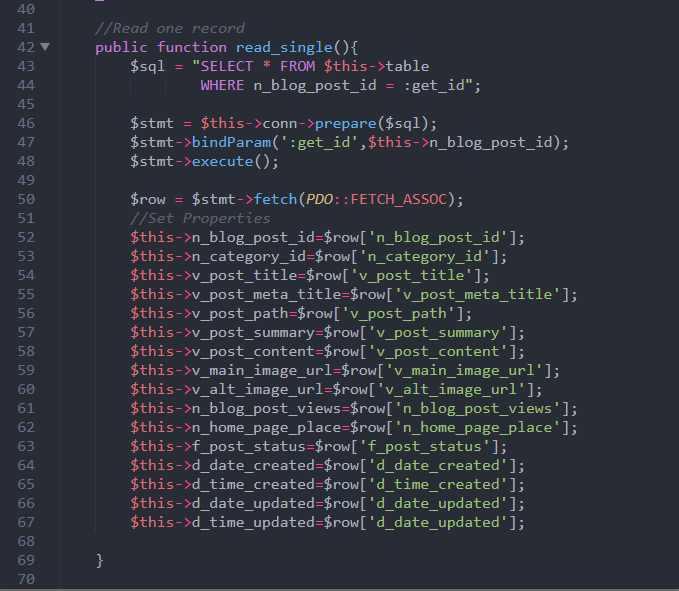 40
41 //Read one record
42 public function read_single(){
43 $sql = "SELECT * FROM $this->table
44 WHERE n_blog_post_id = :get_id";
45
46 $stmt = $this->conn->prepare($sql);
47 $stmt->bindParam(':get_id',$this->n_blog_post_id);
48 $stmt->execute();
49
50 $row = $stmt->fetch(PDO::FETCH_ASSOC);
51 //Set Properties
52 $this->n_blog_post_id=$row['n_blog_post_id'];
53 $this->n_category_id=$row['n_category_id'];
54 $this->v_post_title=$row['v_post_title'];
55 $this->v_post_meta_title=$row['v_post_meta_title'];
56 $this->v_post_path=$row['v_post_path'];
57 $this->v_post_summary=$row['v_post_summary'];
58 $this->v_post_content=$row['v_post_content'];
59 $this->v_main_image_url=$row['v_main_image_url'];
60 $this->v_alt_image_url=$row['v_alt_image_url'];
61 $this->n_blog_post_views=$row['n_blog_post_views'];
62 $this->n_home_page_place=$row['n_home_page_place'];
63 $this->f_post_status=$row['f_post_status'];
64 $this->d_date_created=$row['d_date_created'];
65 $this->d_time_created=$row['d_time_created'];
66 $this->d_date_updated=$row['d_date_updated'];
67 $this->d_time_updated=$row['d_date_updated'];
68
69 }
70